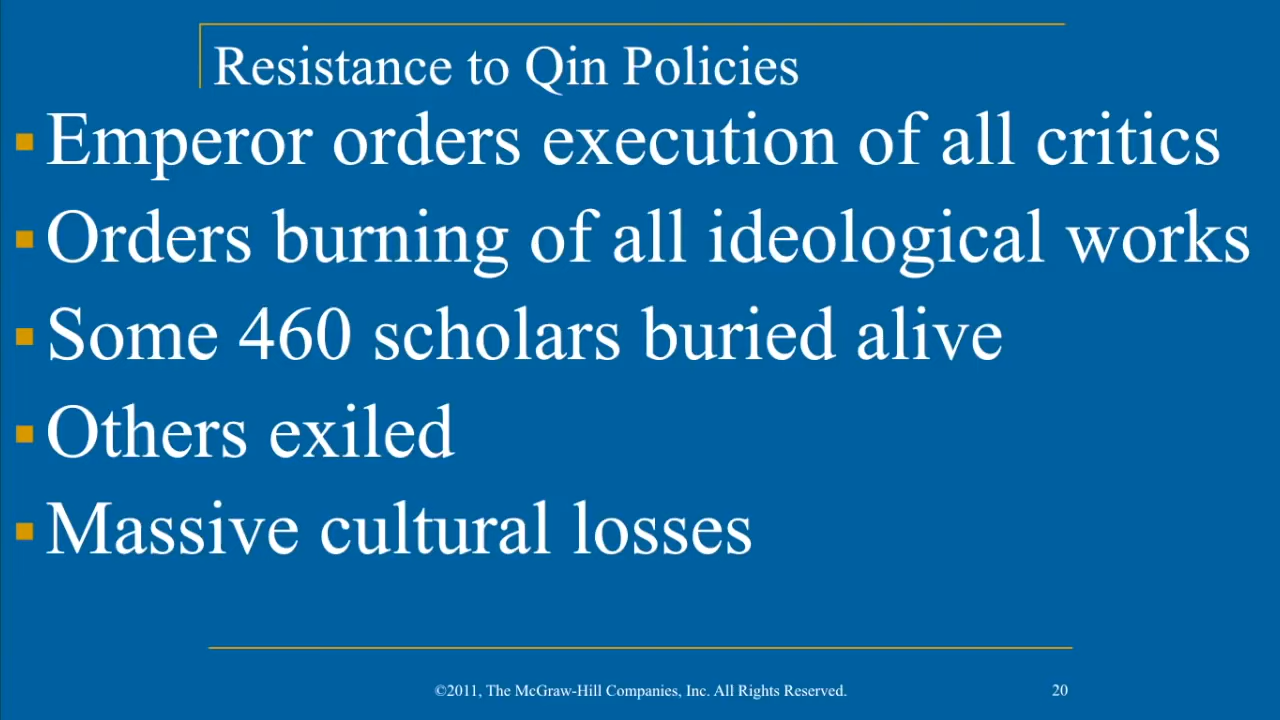 Resistance to Qin Policies
Emperor orders execution of all critics
Orders burning of all ideological works
Some 460 scholars buried alive
Others exiled
Massive cultural losses
©2011, The McGraw-Hill Companies, Inc. All Rights Reserved.
20